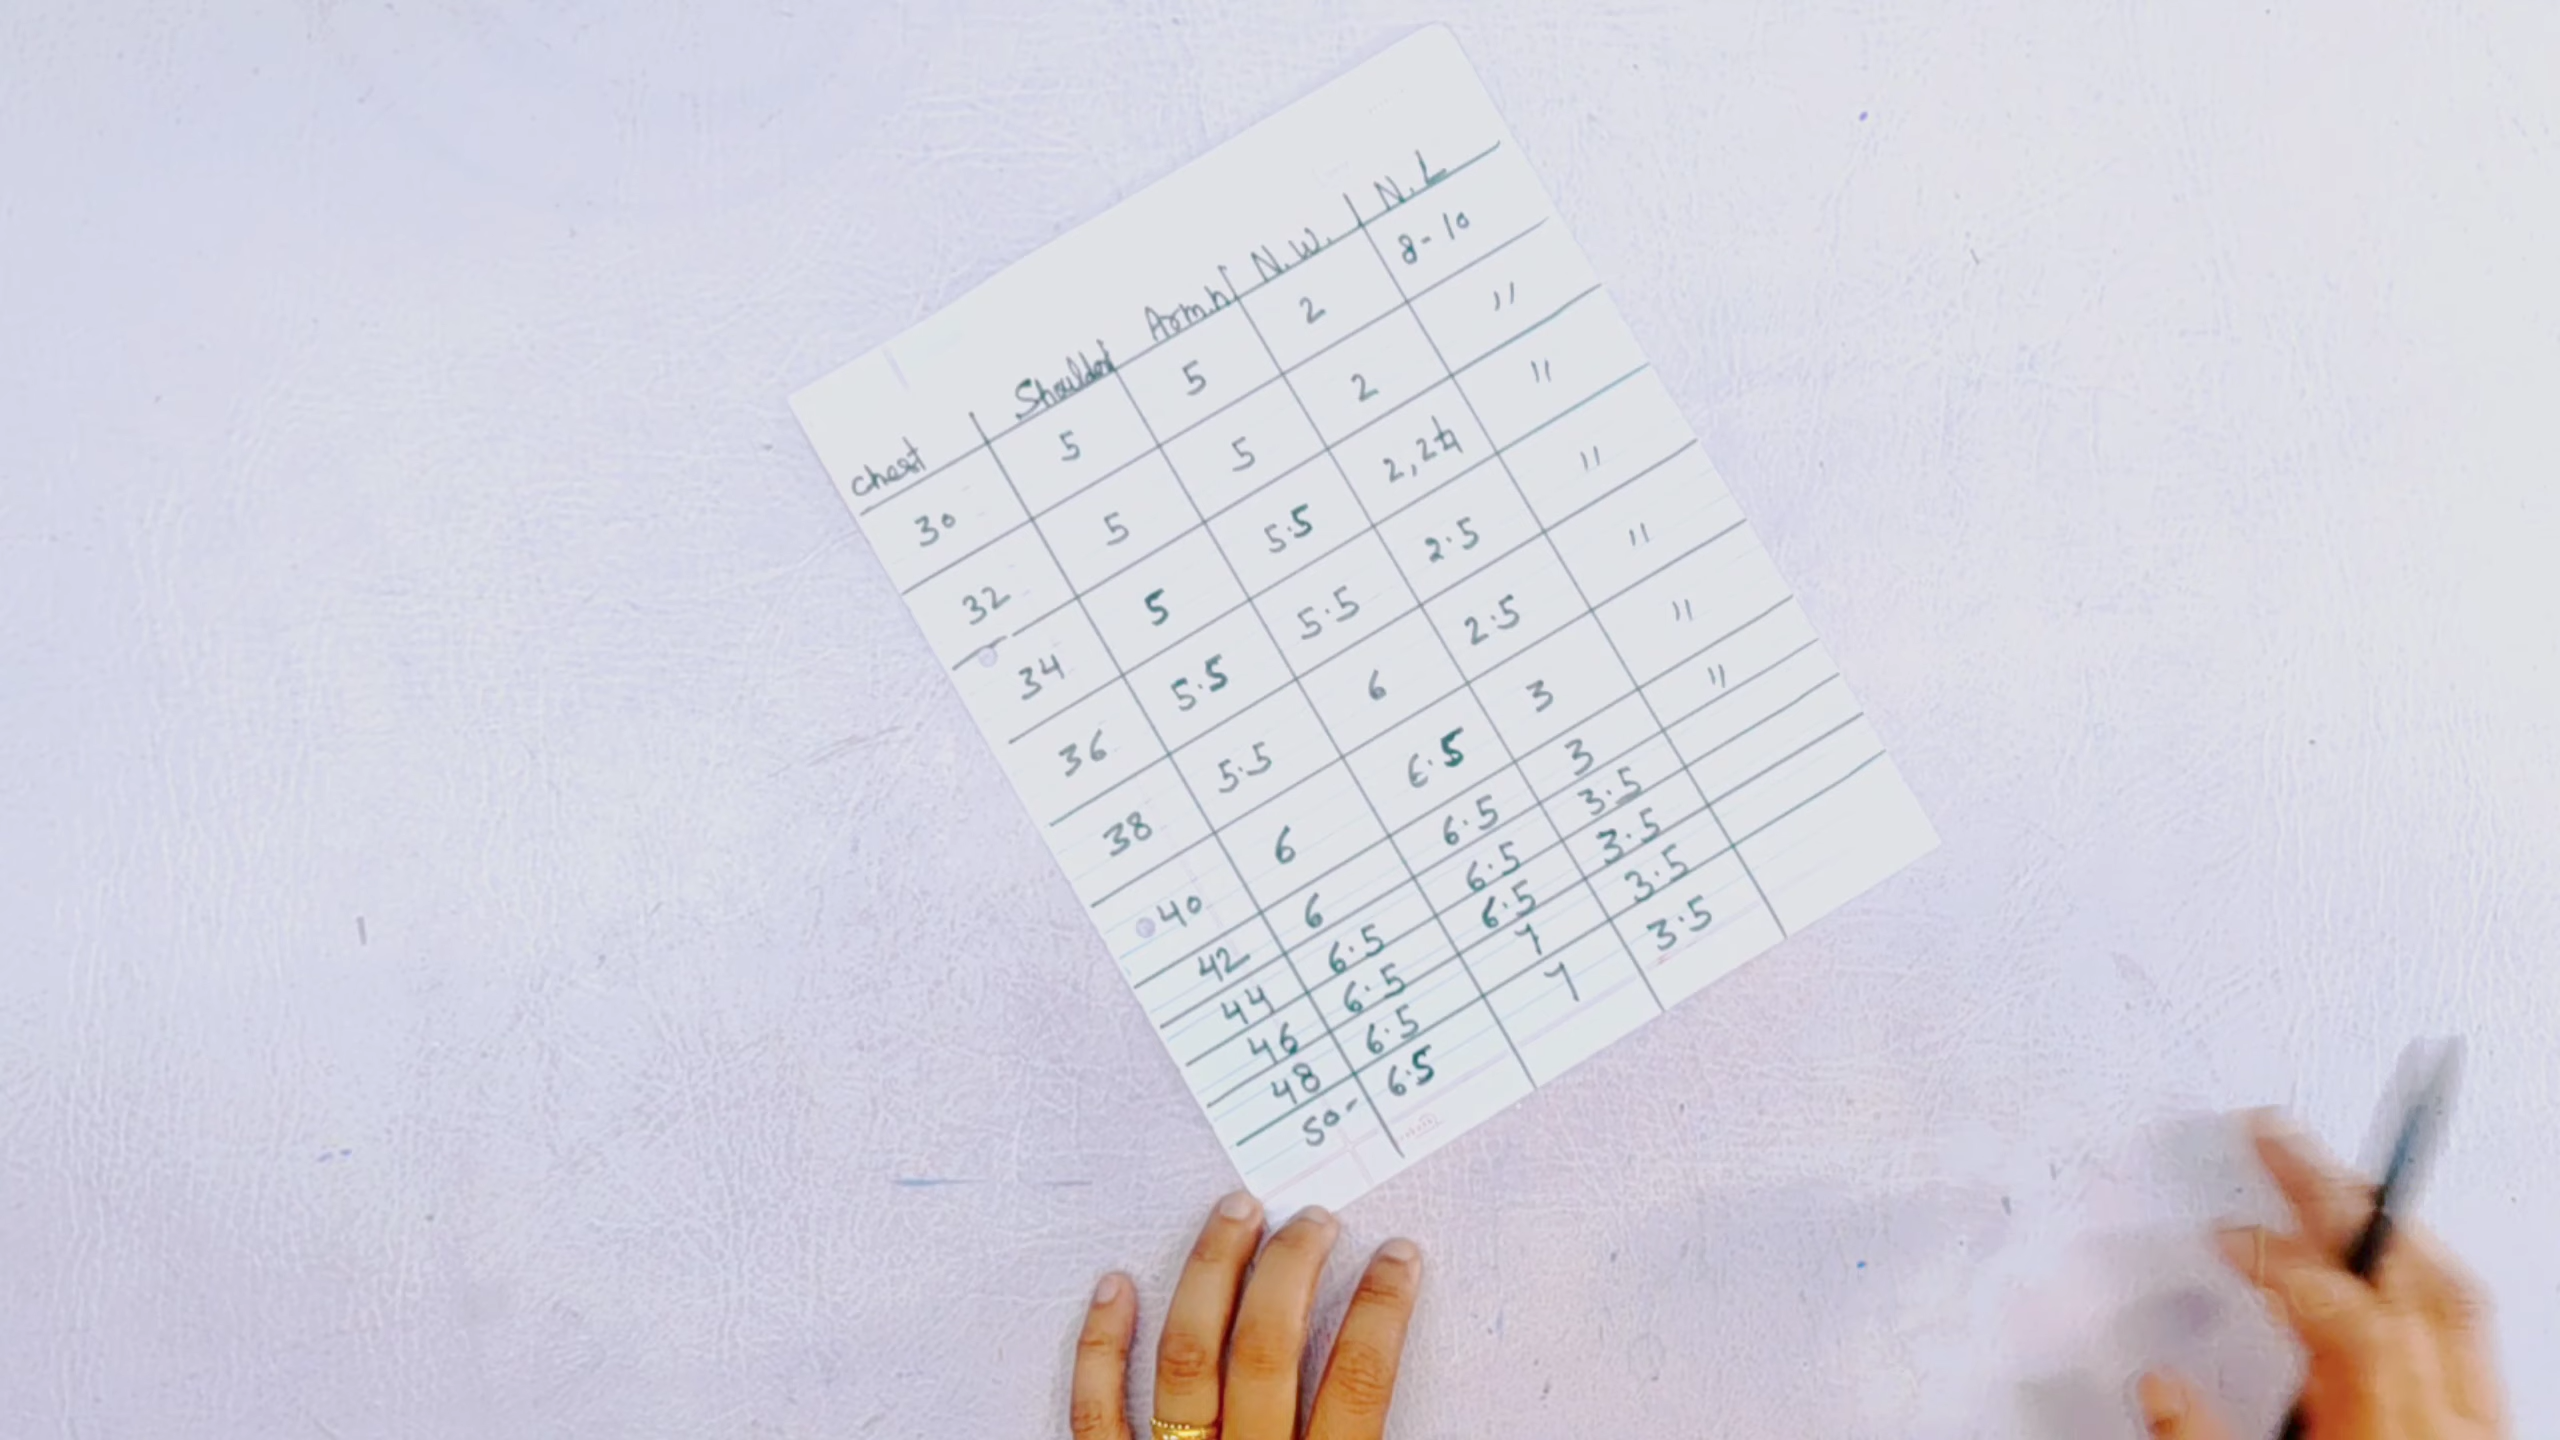 chest | Shoulder | Arm.h | N.W. | N.L
30 5 5 2 8-10
32 5 5 2 "
34 5 5.5 2, 2¼ "
36 5.5 5.5 2.5 "
38 5.5 6 2.5 "
40 6 6.5 3 "
42 6 6.5 3 "
44 6.5 6.5 3.5
46 6.5 6.5 3.5
48 6.5 7 3.5
50- 6.5 7 3.5